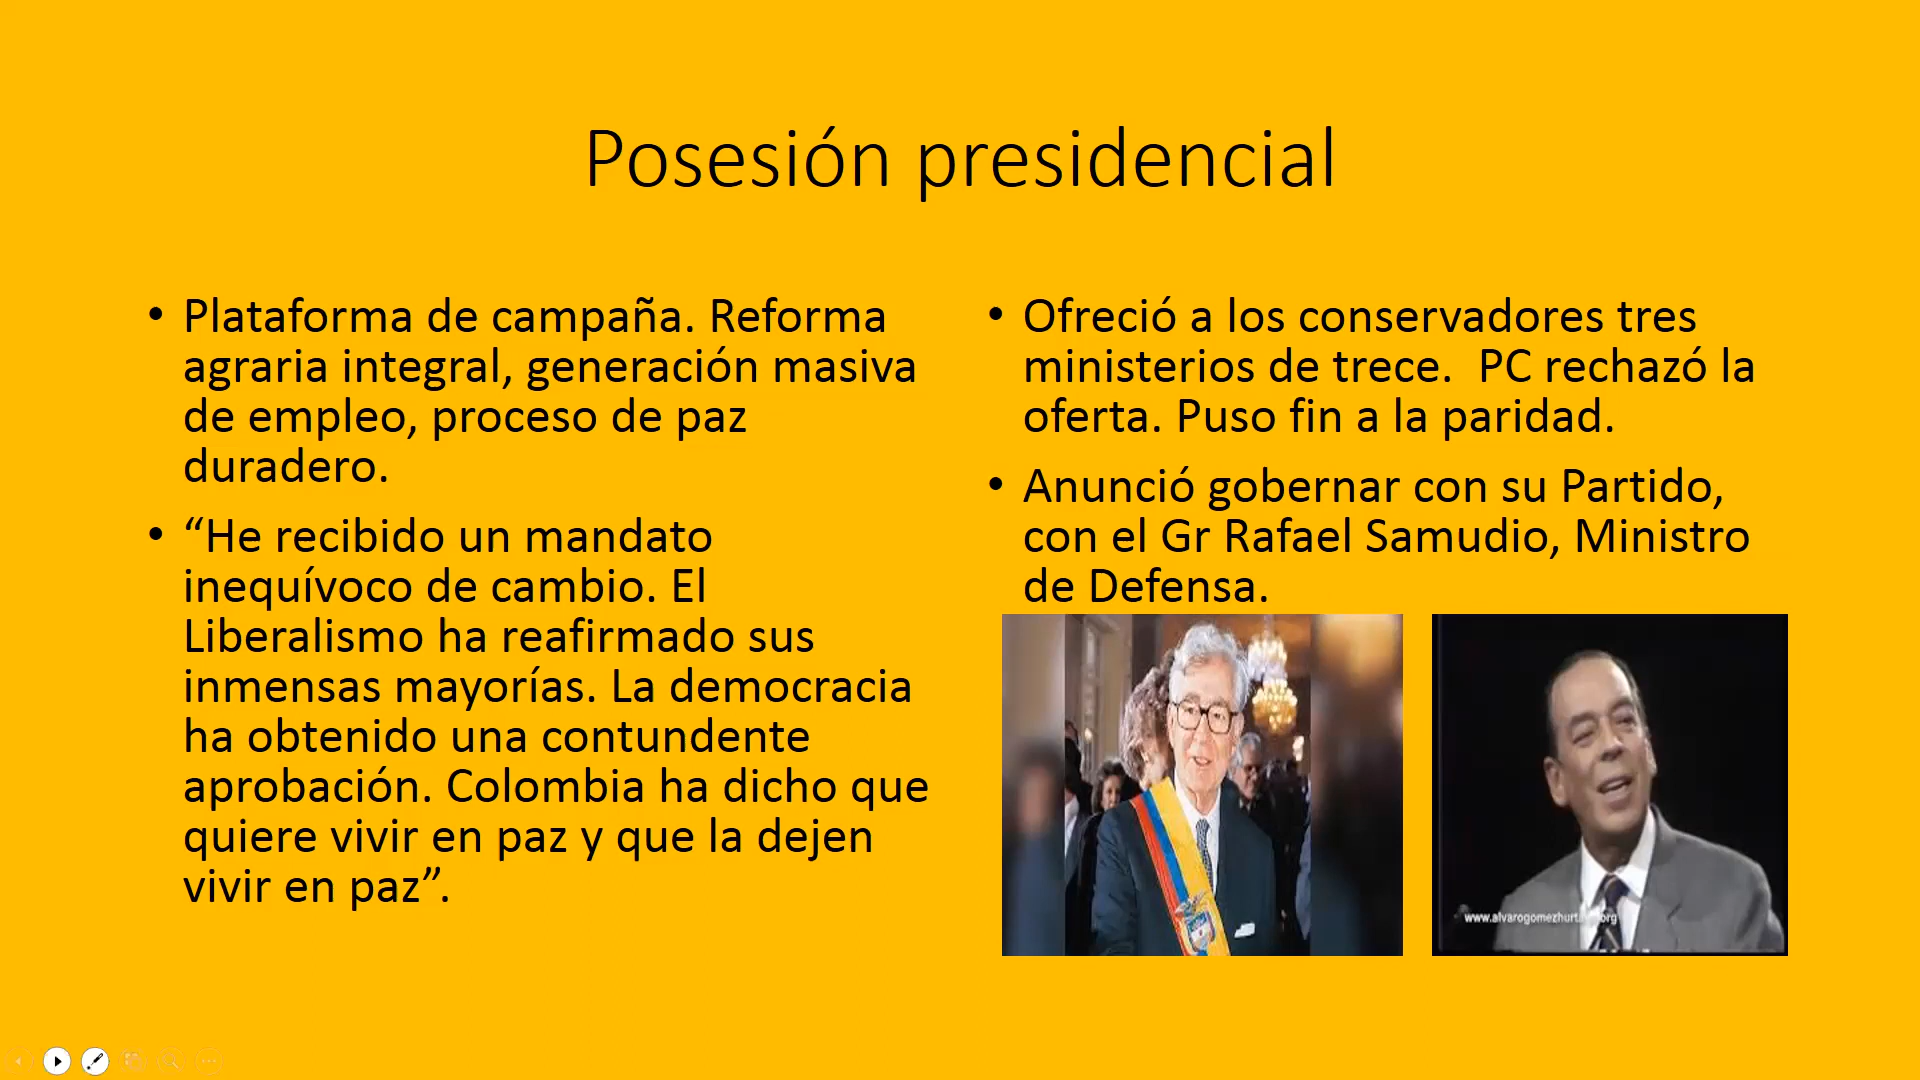 Posesión presidencial
• Plataforma de campaña. Reforma
agraria integral, generación masiva
de empleo, proceso de paz
duradero.
• “He recibido un mandato
inequívoco de cambio. El
Liberalismo ha reafirmado sus
inmensas mayorías. La democracia
ha obtenido una contundente
aprobación. Colombia ha dicho que
quiere vivir en paz y que la dejen
vivir en paz”.
• Ofreció a los conservadores tres
ministerios de trece.  PC rechazó la
oferta. Puso fin a la paridad.
• Anunció gobernar con su Partido,
con el Gr Rafael Samudio, Ministro
de Defensa.